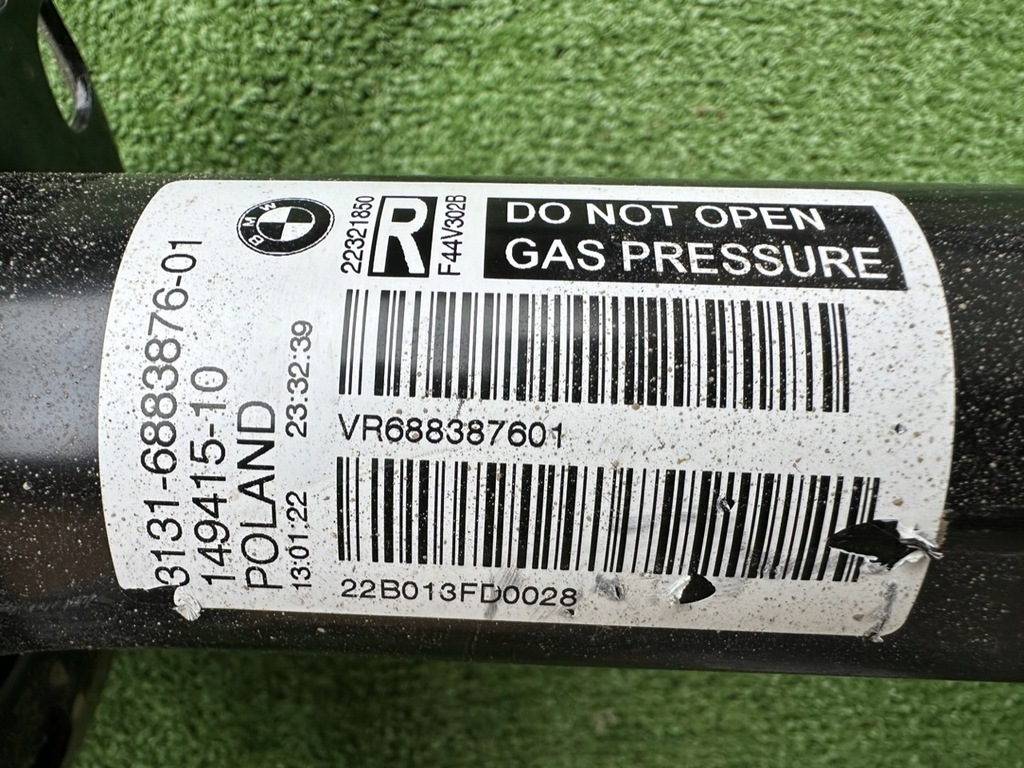 BMW
22321850
R
F44V302B
DO NOT OPEN
GAS PRESSURE
VR688387601
22B013FD0028
3131-6883876-01
149415-10
POLAND
13:01:22 23:32:39